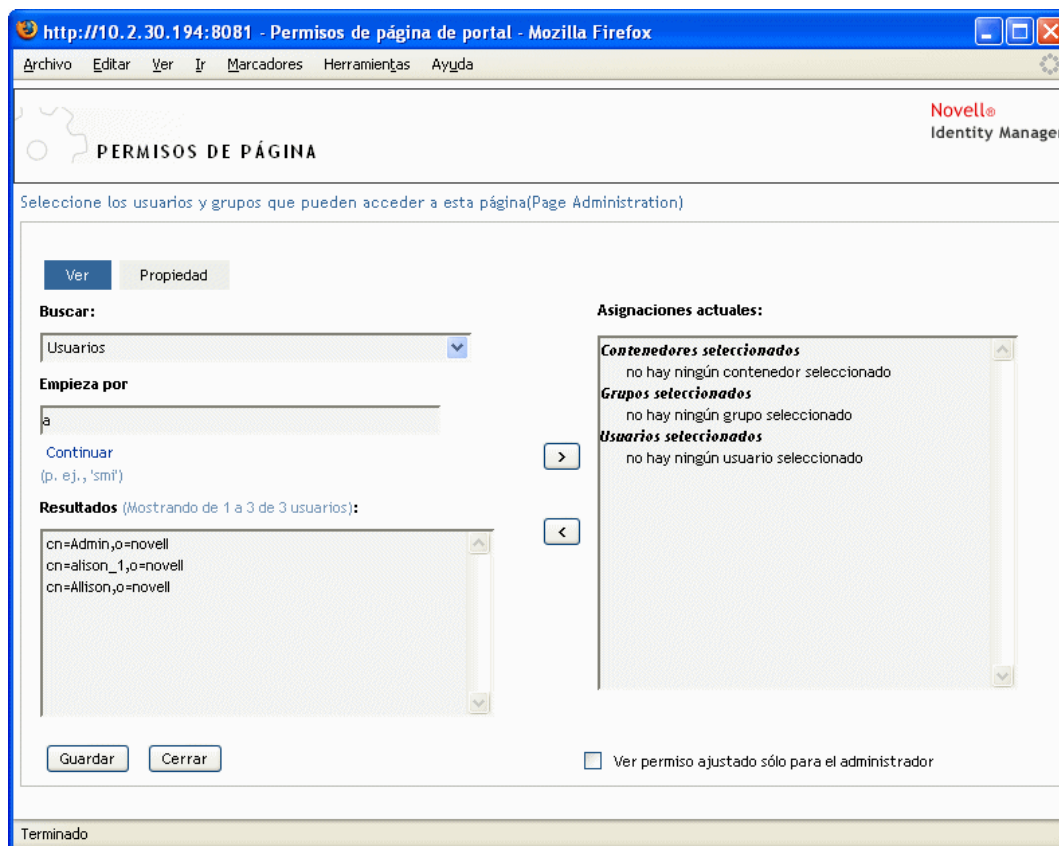 http://10.2.30.194:8081 - Permisos de página de portal - Mozilla Firefox
Archivo Editar Ver Ir Marcadores Herramientas Ayuda
Novell®
Identity Manager
PERMISOS DE PÁGINA
Seleccione los usuarios y grupos que pueden acceder a esta página(Page Administration)
Ver Propiedad
Buscar:
Usuarios
Empieza por
a
Continuar
(p. ej., 'smi')
Resultados (Mostrando de 1 a 3 de 3 usuarios):
cn=Admin,o=novell
cn=alison_1,o=novell
cn=Allison,o=novell
>
<
Asignaciones actuales:
Contenedores seleccionados
no hay ningún contenedor seleccionado
Grupos seleccionados
no hay ningún grupo seleccionado
Usuarios seleccionados
no hay ningún usuario seleccionado
Guardar Cerrar
Ver permiso ajustado sólo para el administrador
Terminado